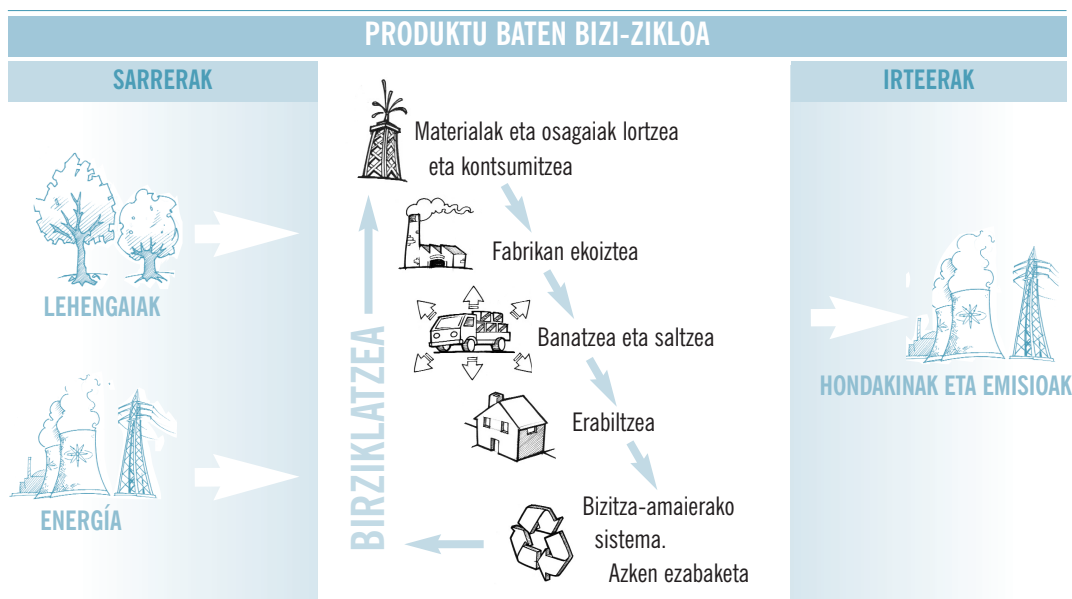 PRODUKTU BATEN BIZI-ZIKLOA
SARRERAK
IRTEERAK
Materialak eta osagaiak lortzea
eta kontsumitzea
Fabrikan ekoiztea
LEHENGAIAK
Banatzea eta saltzea
HONDAKINAK ETA EMISIOAK
BIRZIKLATZEA
Erabiltzea
ENERGÍA
Bizitza-amaierako
sistema.
Azken ezabaketa